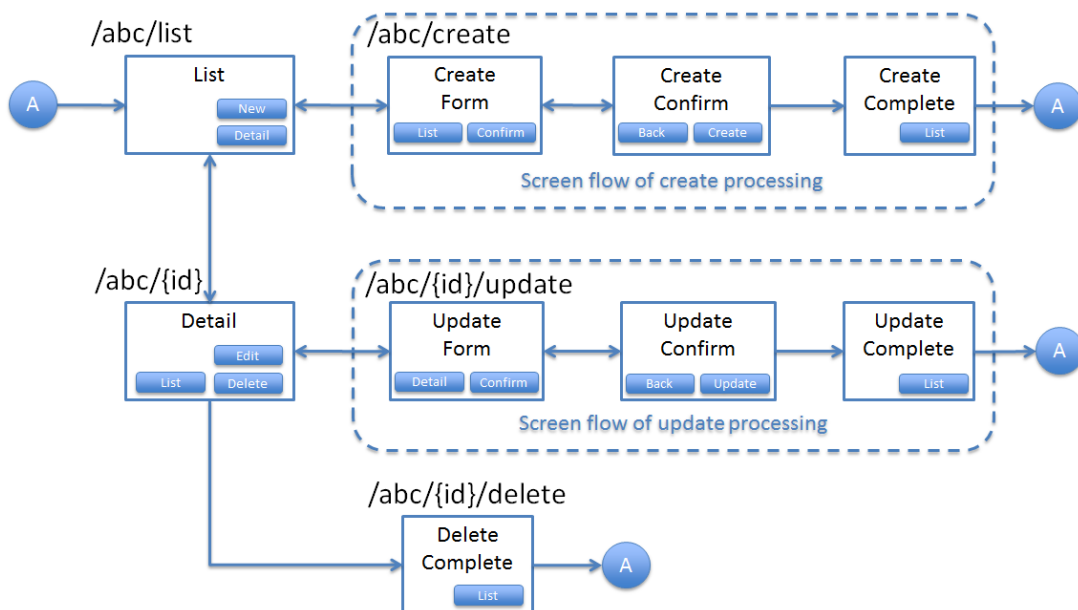 /abc/list
/abc/create
A
List
New
Detail
Create
Form
List
Confirm
Create
Confirm
Back
Create
Create
Complete
List
A
Screen flow of create processing
/abc/{id}
/abc/{id}/update
Detail
Edit
List
Delete
Update
Form
Detail
Confirm
Update
Confirm
Back
Update
Update
Complete
List
A
Screen flow of update processing
/abc/{id}/delete
Delete
Complete
List
A